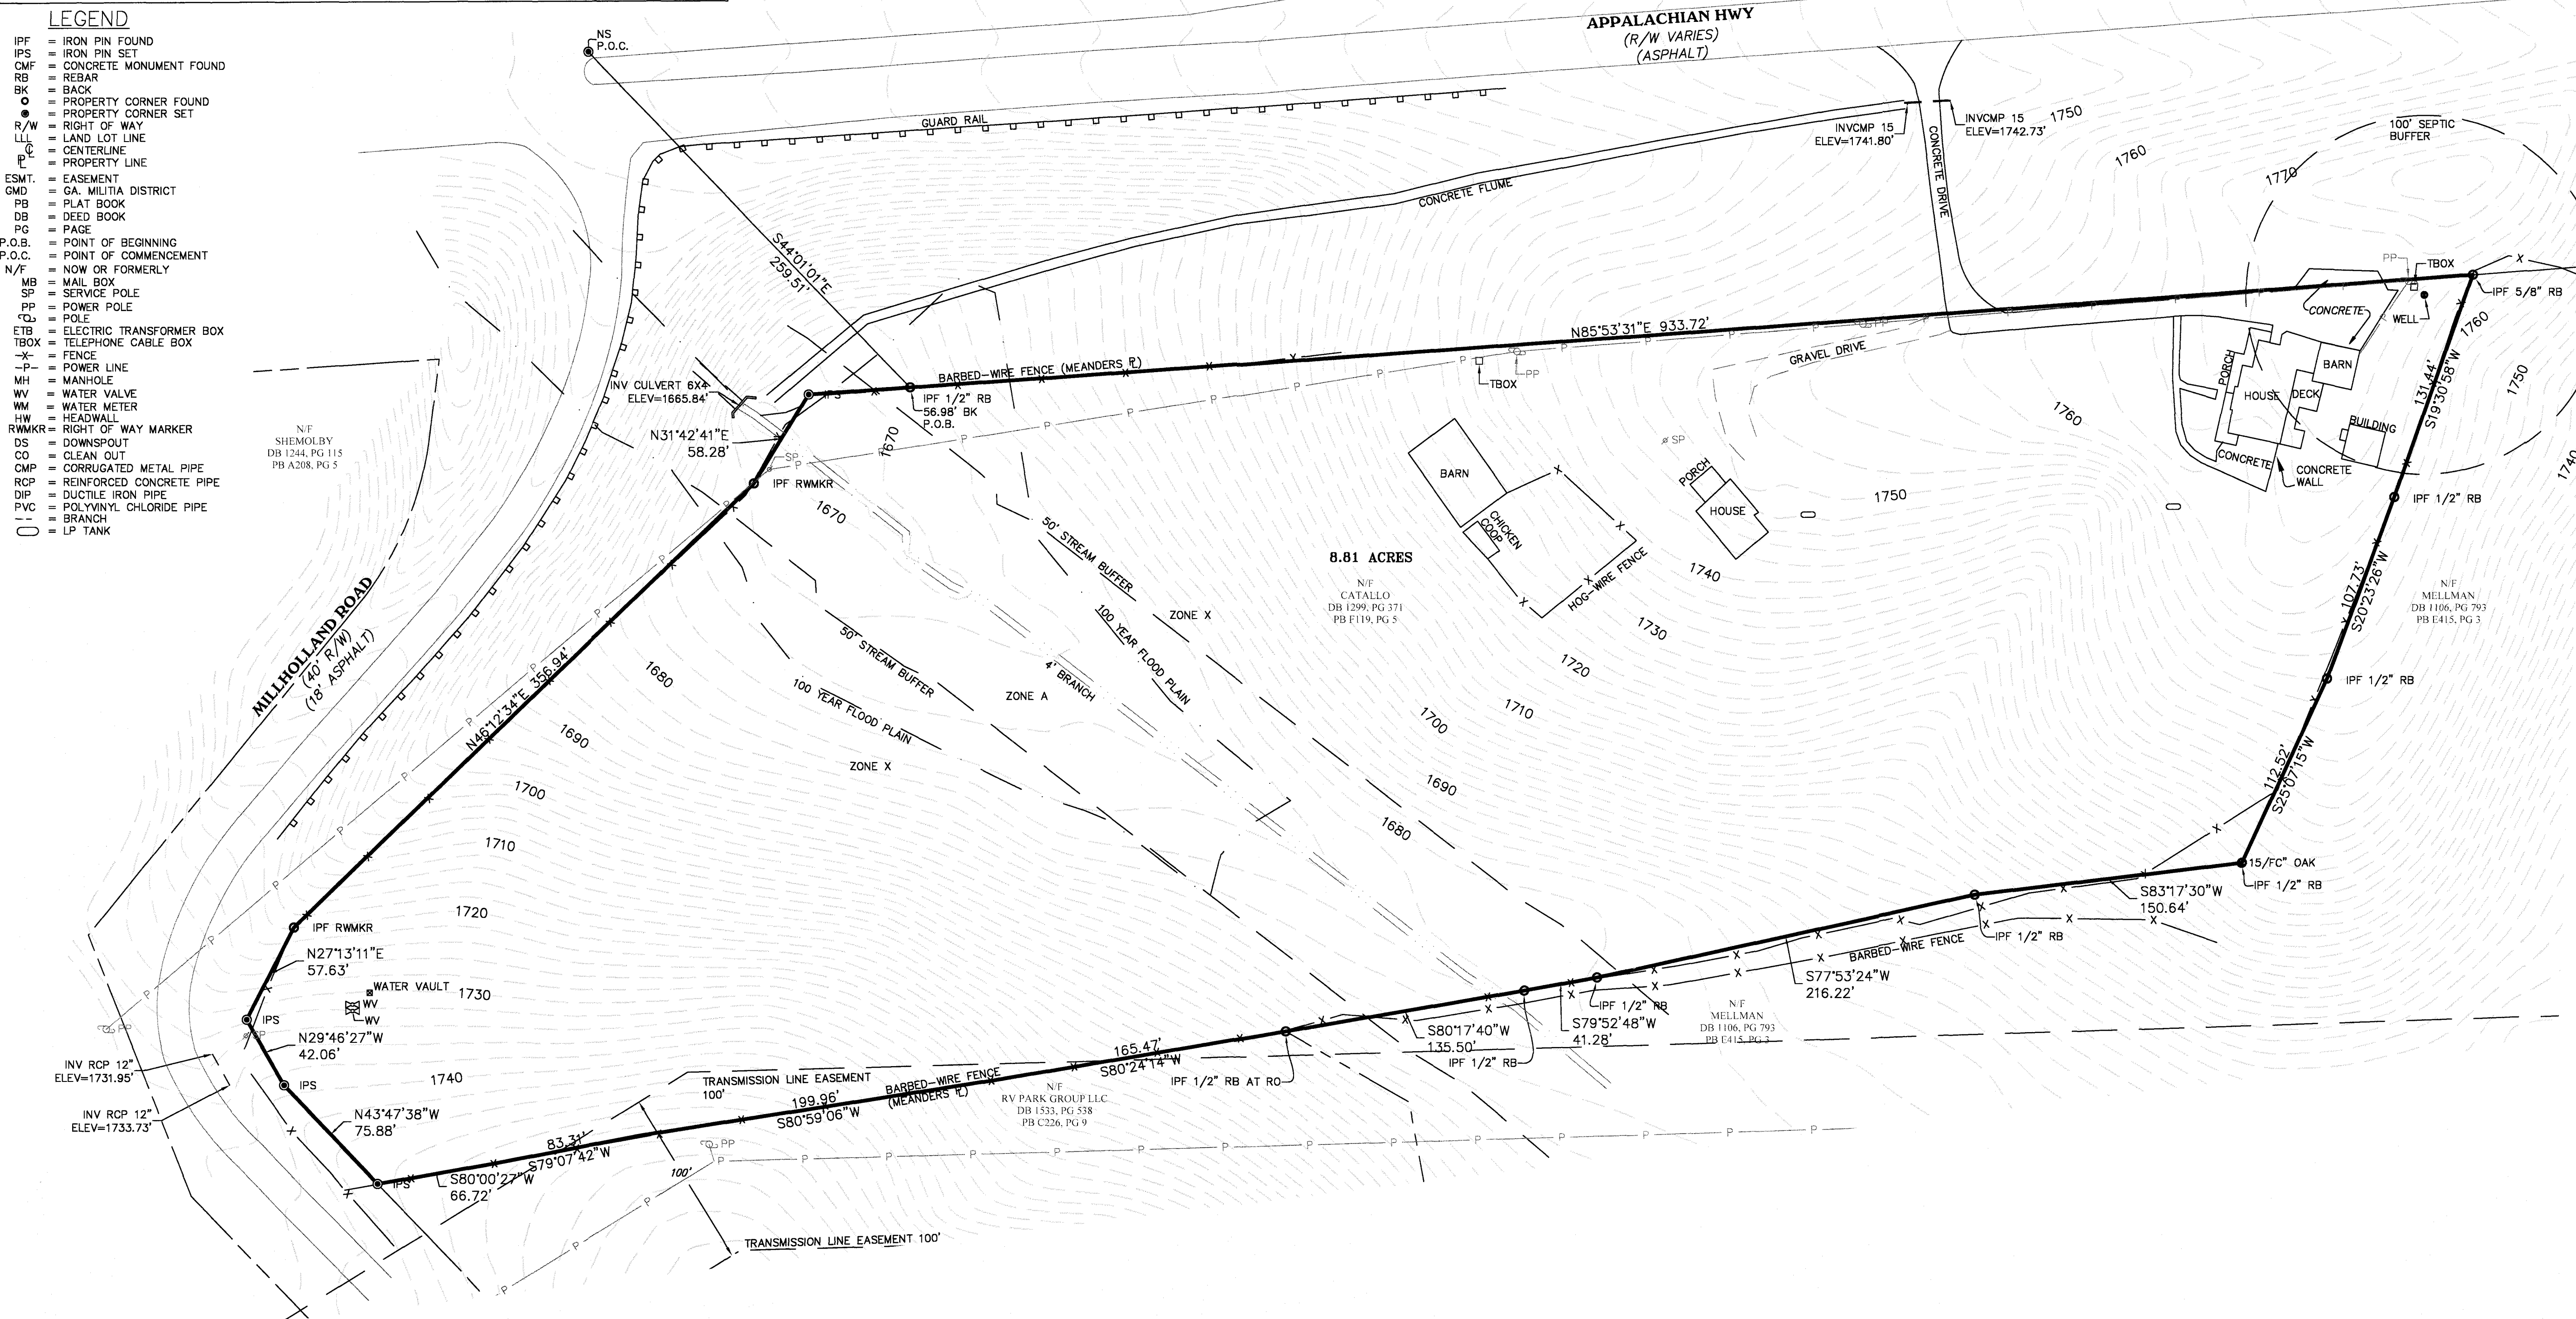 LEGEND
IPF = IRON PIN FOUND
IPS = IRON PIN SET
CMF = CONCRETE MONUMENT FOUND
RB = REBAR
BK = BACK
= PROPERTY CORNER FOUND
= PROPERTY CORNER SET
R/W = RIGHT OF WAY
LLL = LAND LOT LINE
℄ = CENTERLINE
PL = PROPERTY LINE
ESMT. = EASEMENT
GMD = GA. MILITIA DISTRICT
PB = PLAT BOOK
DB = DEED BOOK
PG = PAGE
P.O.B. = POINT OF BEGINNING
P.O.C. = POINT OF COMMENCEMENT
N/F = NOW OR FORMERLY
MB = MAIL BOX
SP = SERVICE POLE
PP = POWER POLE
= POLE
ETB = ELECTRIC TRANSFORMER BOX
TBOX = TELEPHONE CABLE BOX
-X- = FENCE
-P- = POWER LINE
MH = MANHOLE
WV = WATER VALVE
WM = WATER METER
HW = HEADWALL
RWMKR = RIGHT OF WAY MARKER
DS = DOWNSPOUT
CO = CLEAN OUT
CMP = CORRUGATED METAL PIPE
RCP = REINFORCED CONCRETE PIPE
DIP = DUCTILE IRON PIPE
PVC = POLYVINYL CHLORIDE PIPE
-- = BRANCH
= LP TANK
NS
P.O.C.
APPALACHIAN HWY
(R/W VARIES)
(ASPHALT)
GUARD RAIL
INVCMP 15
ELEV=1741.80'
INVCMP 15
ELEV=1742.73'
1750
CONCRETE DRIVE
1760
1770
100' SEPTIC
BUFFER
CONCRETE FLUME
S44°01'01"E
259.51'
PP
TBOX
IPF 5/8" RB
CONCRETE
WELL
1760
N85°53'31"E 933.72'
PP
GRAVEL DRIVE
BARBED-WIRE FENCE (MEANDERS PL)
TBOX
PP
INV CULVERT 6X4
ELEV=1665.84'
IPS
IPF 1/2" RB
56.98' BK
P.O.B.
N31°42'41"E
58.28'
1670
SP
IPF RWMKR
1670
N/F
SHEMOLBY
DB 1244, PG 115
PB A208, PG 5
PORCH
HOUSE
DECK
BARN
BUILDING
CONCRETE
CONCRETE
WALL
131.44'
S19°30'58"W
1750
1740
1760
SP
BARN
CHICKEN
COOP
HOG-WIRE FENCE
PORCH
HOUSE
1750
1740
IPF 1/2" RB
107.73'
S20°23'26"W
IPF 1/2" RB
N/F
MELLMAN
DB 1106, PG 793
PB E415, PG 3
8.81 ACRES
N/F
CATALLO
DB 1299, PG 371
PB F119, PG 5
50' STREAM BUFFER
ZONE X
100 YEAR FLOOD PLAIN
4' BRANCH
ZONE A
50' STREAM BUFFER
100 YEAR FLOOD PLAIN
ZONE X
MILLHOLLAND ROAD
(40' R/W)
(18' ASPHALT)
N46°12'34"E 356.94'
1680
1690
1700
1710
1720
1730
1740
1730
1720
1710
1700
1690
1680
112.52'
S25°07'15"W
15/FC" OAK
IPF 1/2" RB
S83°17'30"W
150.64'
IPF 1/2" RB
BARBED-WIRE FENCE
S77°53'24"W
216.22'
IPF 1/2" RB
S79°52'48"W
41.28'
N/F
MELLMAN
DB 1106, PG 793
PB E415, PG 3
S80°17'40"W
135.50'
IPF 1/2" RB
IPF 1/2" RB AT RO
165.47'
S80°24'14"W
IPF RWMKR
N27°13'11"E
57.63'
WATER VAULT
WV
WV
IPS
SP
PP
N29°46'27"W
42.06'
IPS
INV RCP 12"
ELEV=1731.95'
INV RCP 12"
ELEV=1733.73'
N43°47'38"W
75.88'
IPS
S80°00'27"W
66.72'
83.31'
S79°07'42"W
TRANSMISSION LINE EASEMENT
100'
199.96'
S80°59'06"W
BARBED-WIRE FENCE
(MEANDERS PL)
N/F
RV PARK GROUP LLC
DB 1533, PG 538
PB C226, PG 9
PP
100'
TRANSMISSION LINE EASEMENT 100'